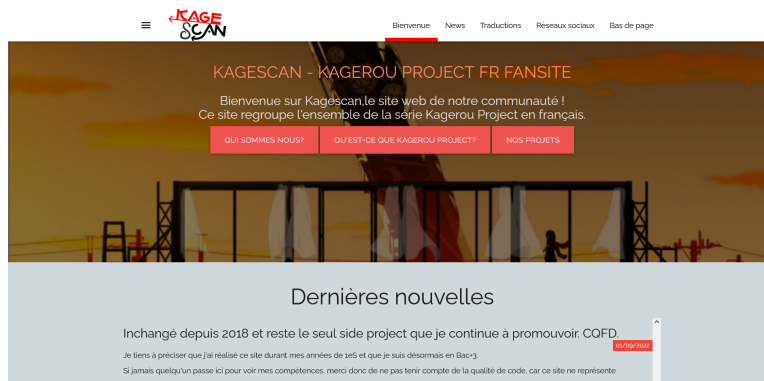 KAGE
SCAN
Bienvenue News Traductions Réseaux sociaux Bas de page
KAGESCAN - KAGEROU PROJECT FR FANSITE
Bienvenue sur Kagescan,le site web de notre communauté !
Ce site regroupe l'ensemble de la série Kagerou Project en français.
QUI SOMMES NOUS? QU'EST-CE QUE KAGEROU PROJECT? NOS PROJETS
Dernières nouvelles
Inchangé depuis 2018 et reste le seul side project que je continue à promouvoir. CQFD.
01/09/2022
Je tiens à préciser que j'ai réalisé ce site durant mes années de 1eS et que je suis désormais en Bac+3.
Si jamais quelqu'un passe ici pour voir mes compétences, merci donc de ne pas tenir compte de la qualité de code, car ce site ne représente